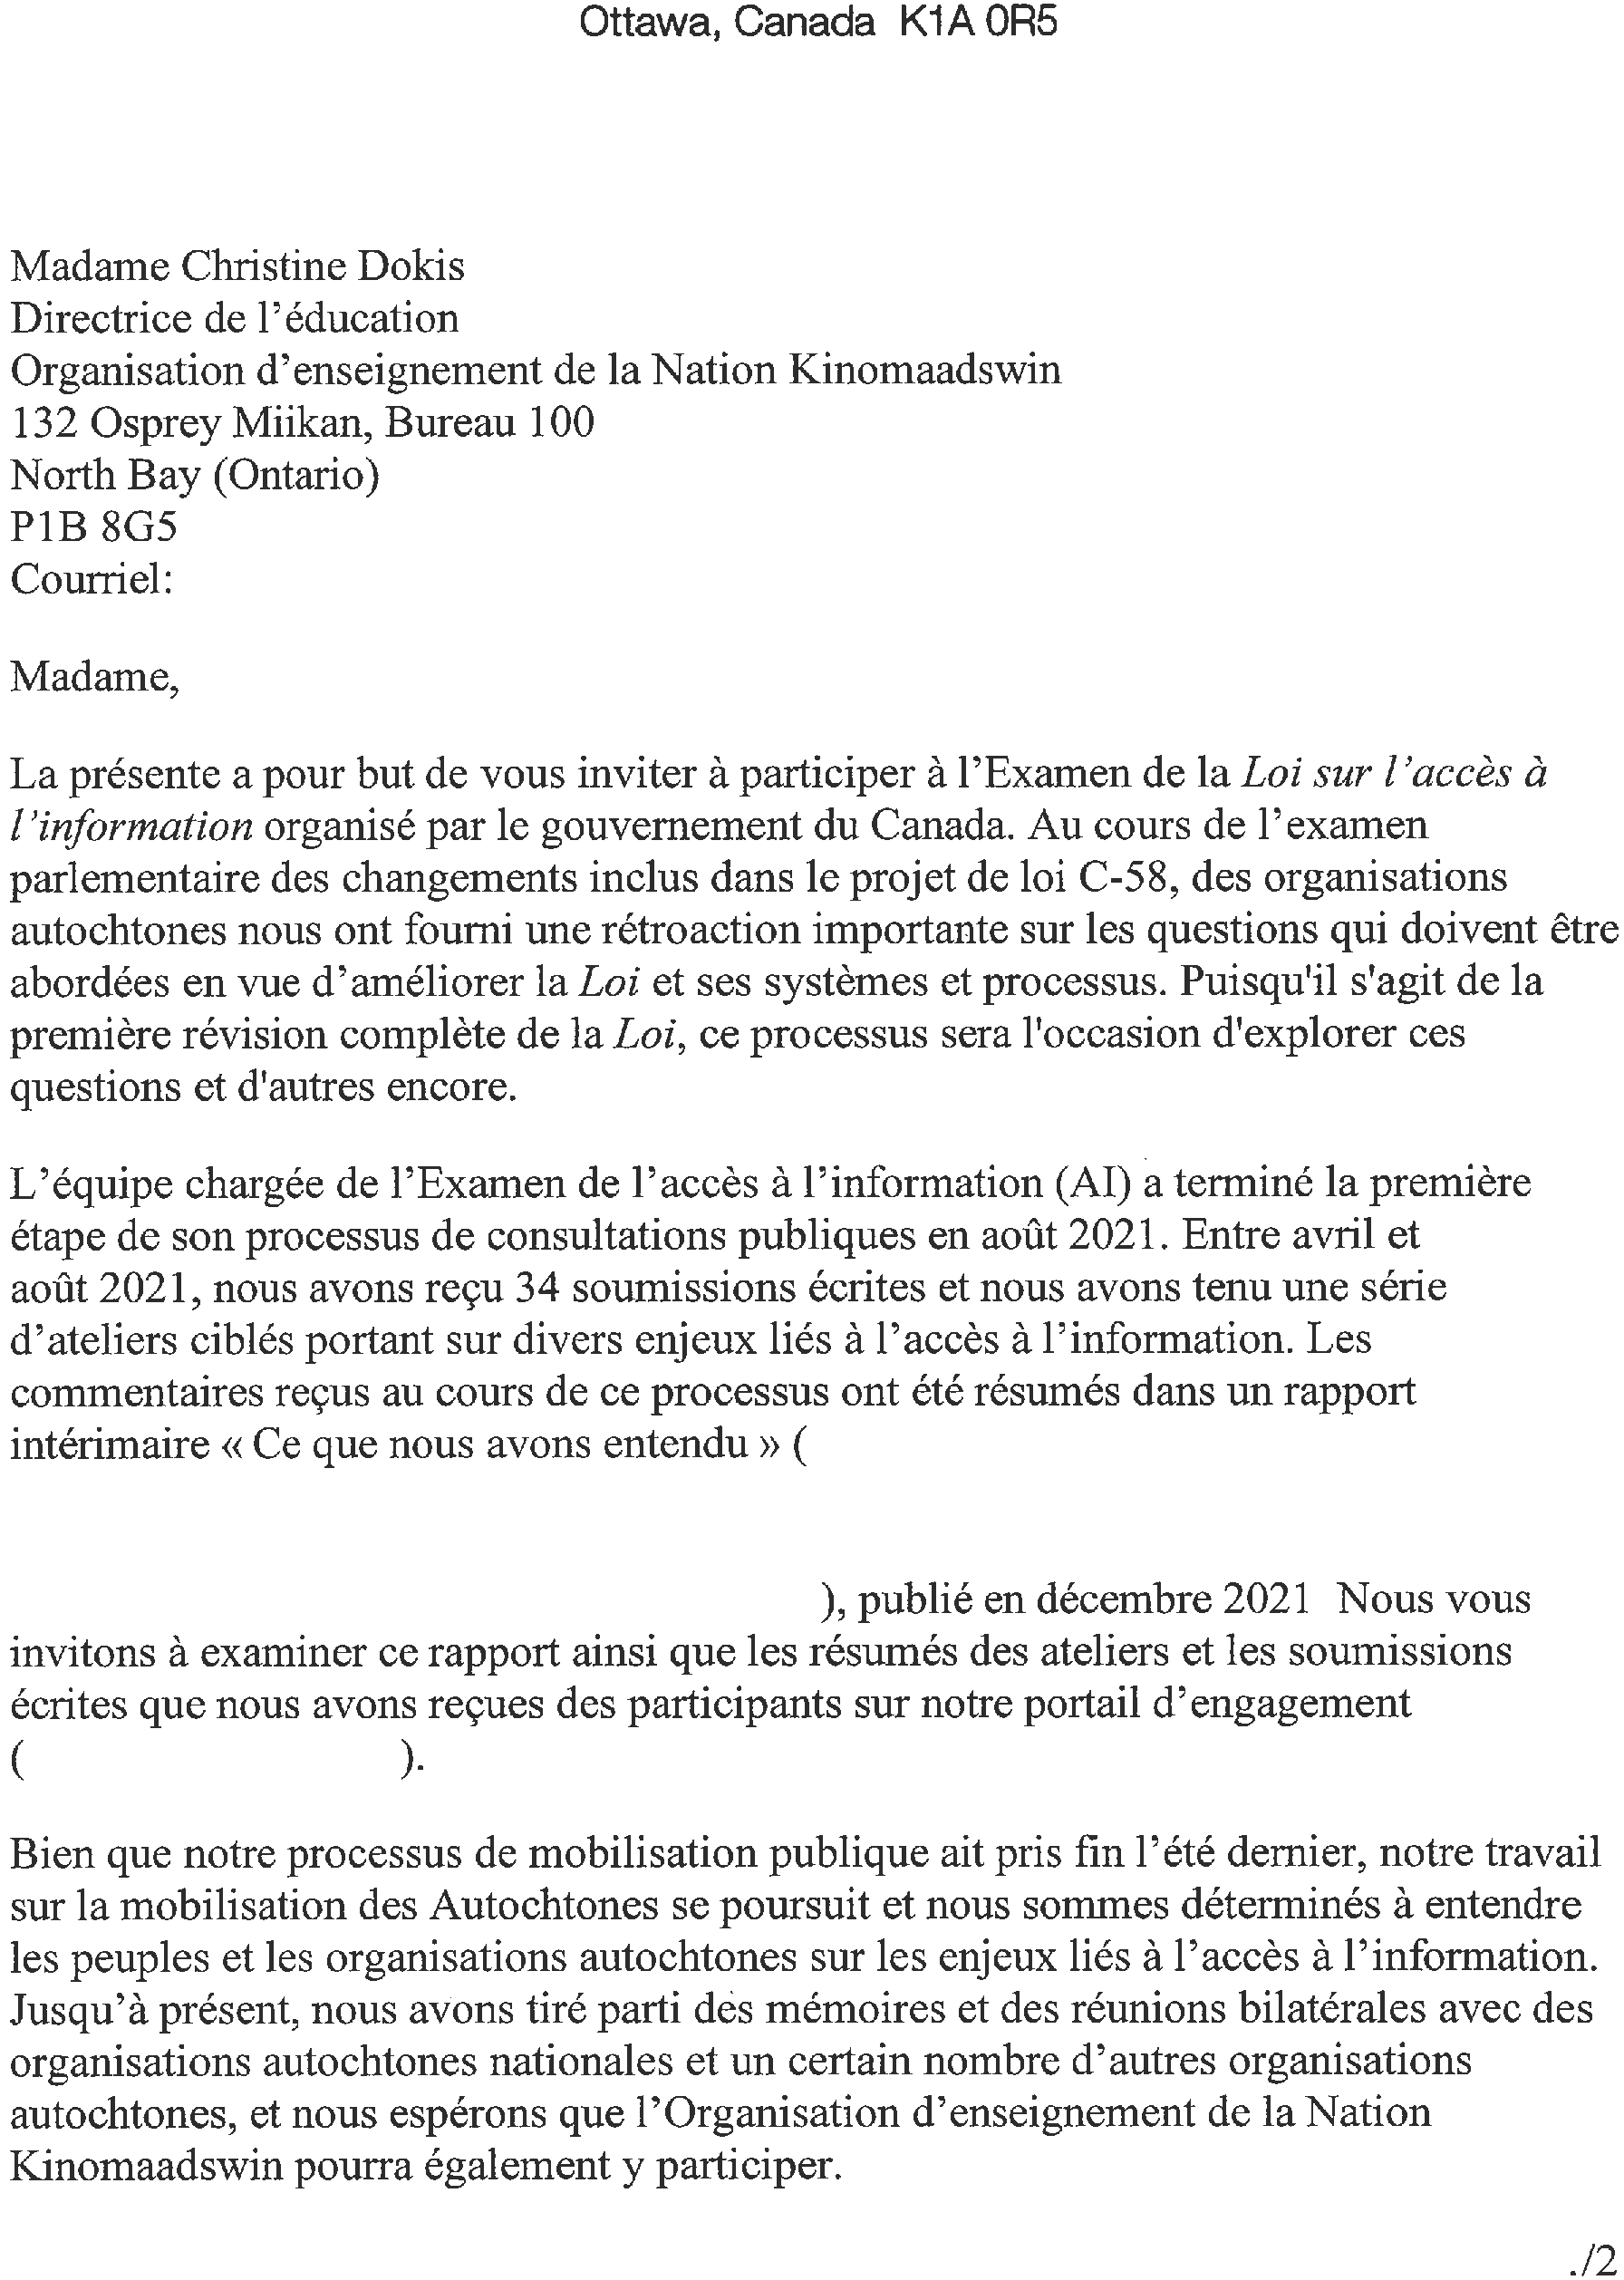 Ottawa, Canada K1A 0R5
Madame Christine Dokis
Directrice de l’éducation
Organisation d’enseignement de la Nation Kinomaadswin
132 Osprey Miikan, Bureau 100
North Bay (Ontario)
P1B 8G5
Courriel:
Madame,
La présente a pour but de vous inviter à participer à l’Examen de la Loi sur l’accès à
l’information organisé par le gouvernement du Canada. Au cours de l’examen
parlementaire des changements inclus dans le projet de loi C-58, des organisations
autochtones nous ont fourni une rétroaction importante sur les questions qui doivent être
abordées en vue d’améliorer la Loi et ses systèmes et processus. Puisqu'il s'agit de la
première révision complète de la Loi, ce processus sera l'occasion d'explorer ces
questions et d'autres encore.
L’équipe chargée de l’Examen de l’accès à l’information (AI) a terminé la première
étape de son processus de consultations publiques en août 2021. Entre avril et
août 2021, nous avons reçu 34 soumissions écrites et nous avons tenu une série
d’ateliers ciblés portant sur divers enjeux liés à l’accès à l’information. Les
commentaires reçus au cours de ce processus ont été résumés dans un rapport
intérimaire « Ce que nous avons entendu » (
), publié en décembre 2021 Nous vous
invitons à examiner ce rapport ainsi que les résumés des ateliers et les soumissions
écrites que nous avons reçues des participants sur notre portail d’engagement
( ).
Bien que notre processus de mobilisation publique ait pris fin l’été dernier, notre travail
sur la mobilisation des Autochtones se poursuit et nous sommes déterminés à entendre
les peuples et les organisations autochtones sur les enjeux liés à l’accès à l’information.
Jusqu’à présent, nous avons tiré parti des mémoires et des réunions bilatérales avec des
organisations autochtones nationales et un certain nombre d’autres organisations
autochtones, et nous espérons que l’Organisation d’enseignement de la Nation
Kinomaadswin pourra également y participer.
./2